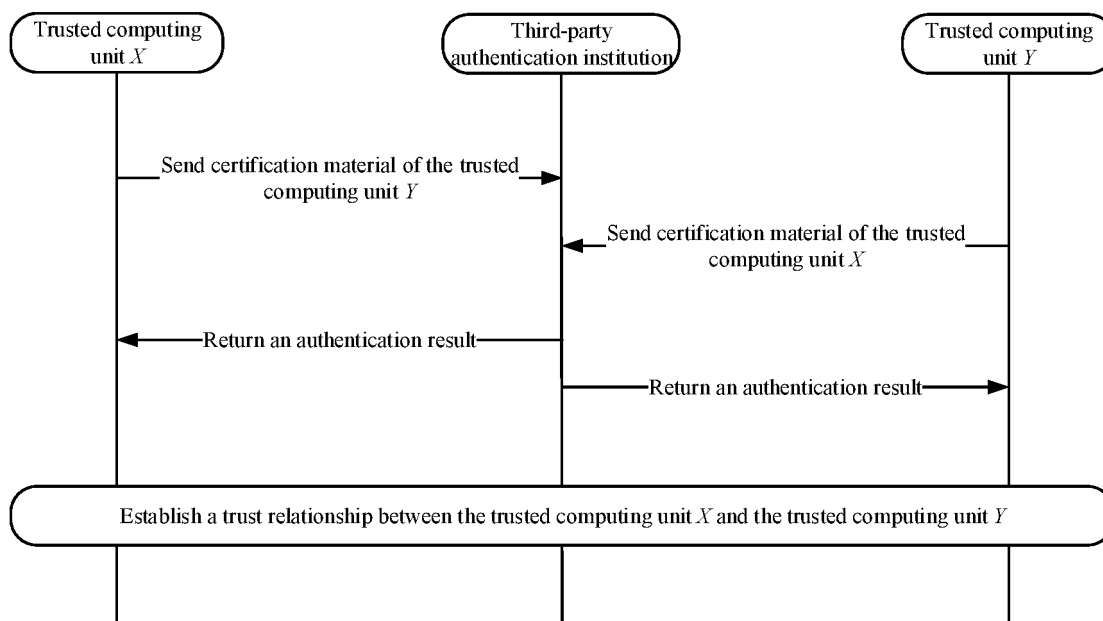 Trusted computing
unit X
Third-party
authentication institution
Trusted computing
unit Y
Send certification material of the trusted
computing unit Y
Send certification material of the trusted
computing unit X
Return an authentication result
Return an authentication result
Establish a trust relationship between the trusted computing unit X and the trusted computing unit Y